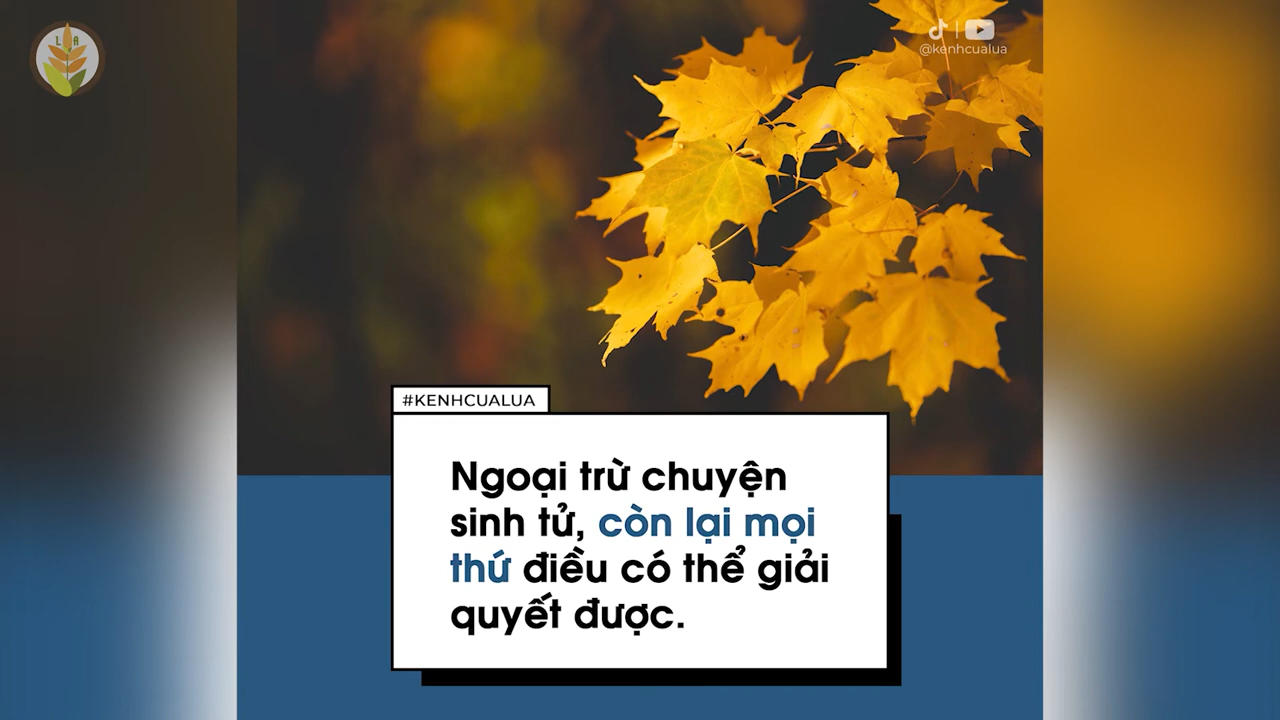 L A
@kenhcualua
#KENHCUALUA
Ngoại trừ chuyện
sinh tử, còn lại mọi
thứ điều có thể giải
quyết được.